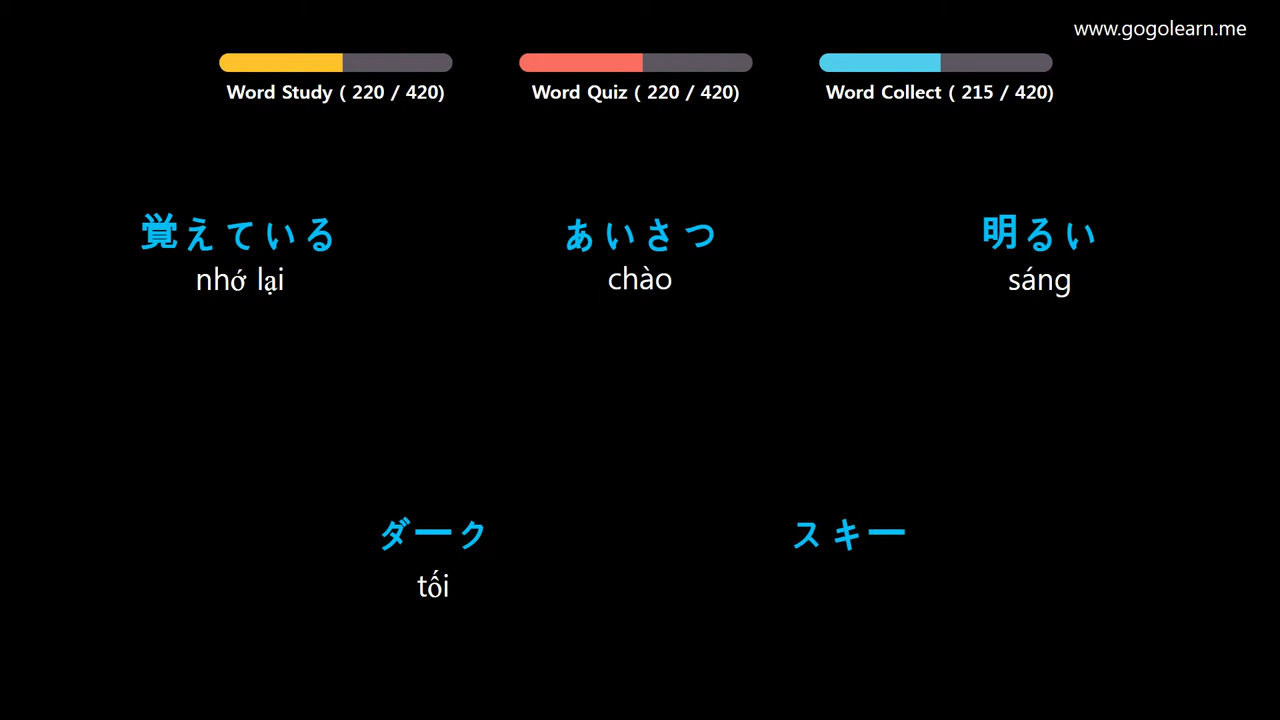 www.gogolearn.me
Word Study ( 220 / 420)
Word Quiz ( 220 / 420)
Word Collect ( 215 / 420)
覚えている
nhớ lại
あいさつ
chào
明るい
sáng
ダーク
tối
スキー